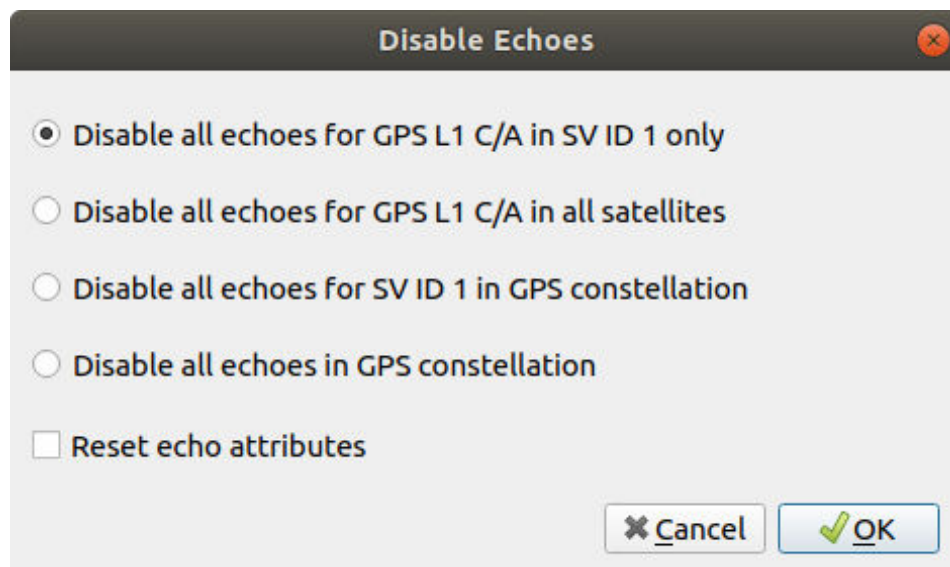 Disable Echoes
Disable all echoes for GPS L1 C/A in SV ID 1 only
Disable all echoes for GPS L1 C/A in all satellites
Disable all echoes for SV ID 1 in GPS constellation
Disable all echoes in GPS constellation
Reset echo attributes
Cancel OK